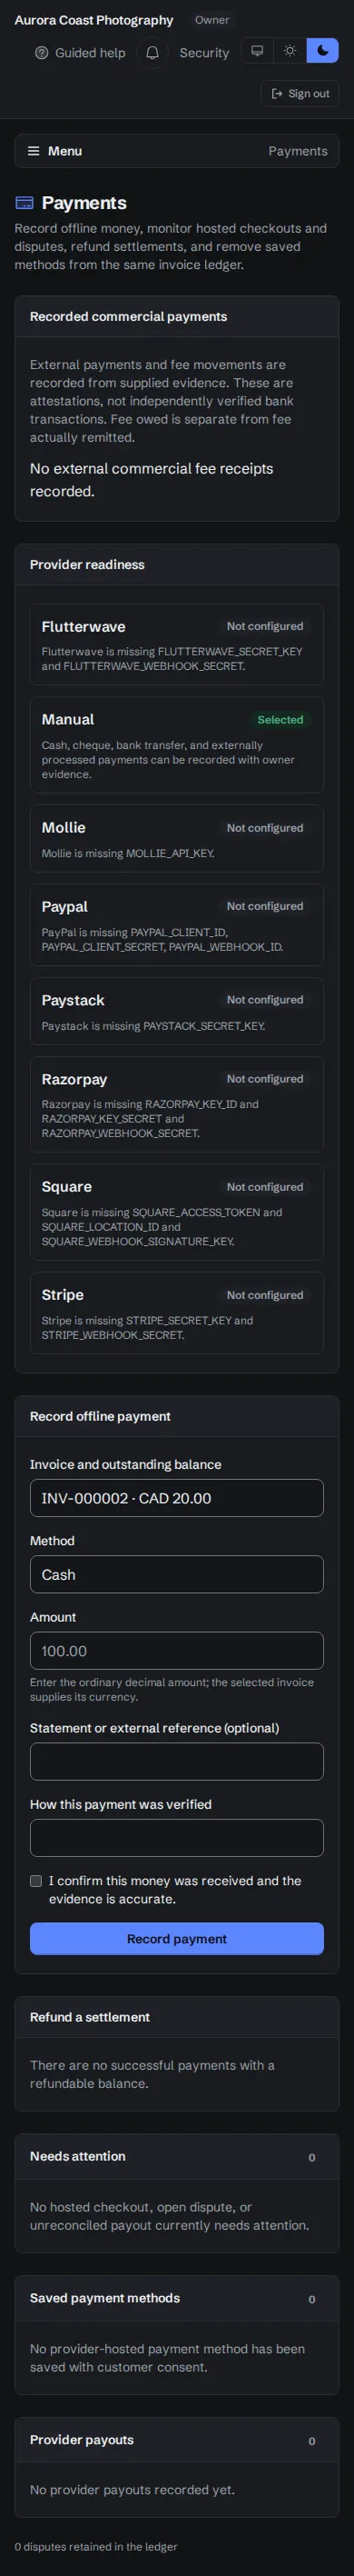 Aurora Coast Photography Owner
Guided help Security
Sign out
Menu Payments
Payments
Record offline money, monitor hosted checkouts and
disputes, refund settlements, and remove saved
methods from the same invoice ledger.
Recorded commercial payments
External payments and fee movements are
recorded from supplied evidence. These are
attestations, not independently verified bank
transactions. Fee owed is separate from fee
actually remitted.
No external commercial fee receipts
recorded.
Provider readiness
Flutterwave Not configured
Flutterwave is missing FLUTTERWAVE_SECRET_KEY
and FLUTTERWAVE_WEBHOOK_SECRET.
Manual Selected
Cash, cheque, bank transfer, and externally
processed payments can be recorded with owner
evidence.
Mollie Not configured
Mollie is missing MOLLIE_API_KEY.
Paypal Not configured
PayPal is missing PAYPAL_CLIENT_ID,
PAYPAL_CLIENT_SECRET, PAYPAL_WEBHOOK_ID.
Paystack Not configured
Paystack is missing PAYSTACK_SECRET_KEY.
Razorpay Not configured
Razorpay is missing RAZORPAY_KEY_ID and
RAZORPAY_KEY_SECRET and
RAZORPAY_WEBHOOK_SECRET.
Square Not configured
Square is missing SQUARE_ACCESS_TOKEN and
SQUARE_LOCATION_ID and
SQUARE_WEBHOOK_SIGNATURE_KEY.
Stripe Not configured
Stripe is missing STRIPE_SECRET_KEY and
STRIPE_WEBHOOK_SECRET.
Record offline payment
Invoice and outstanding balance
INV-000002 · CAD 20.00
Method
Cash
Amount
100.00
Enter the ordinary decimal amount; the selected invoice
supplies its currency.
Statement or external reference (optional)
How this payment was verified
I confirm this money was received and the
evidence is accurate.
Record payment
Refund a settlement
There are no successful payments with a
refundable balance.
Needs attention 0
No hosted checkout, open dispute, or
unreconciled payout currently needs attention.
Saved payment methods 0
No provider-hosted payment method has been
saved with customer consent.
Provider payouts 0
No provider payouts recorded yet.
0 disputes retained in the ledger